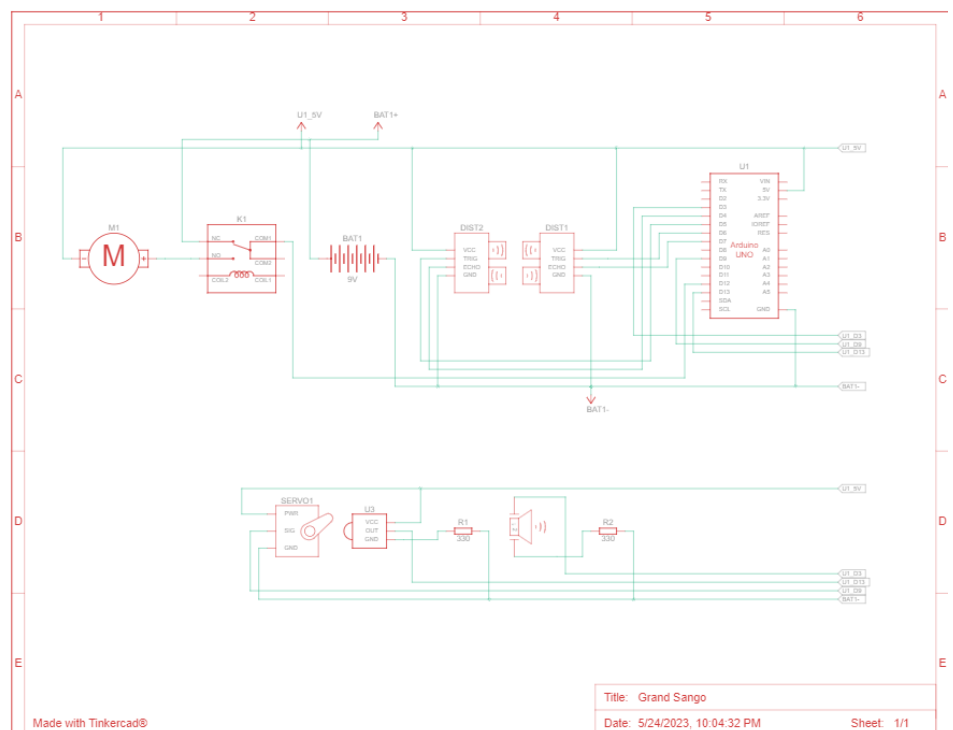 1 2 3 4 5 6
A A
U1_5V BAT1+
U1_5V
U1
RX VIN
TX 5V
D2 3.3V
D3
D4 AREF
D5 IOREF
D6 RES
D7
D8 A0
D9 A1
D10 A2
D11 A3
D12 A4
D13 A5
SDA
SCL GND
Arduino
UNO
B B
M1
M
- +
K1
NC COM1
NO COM2
COIL2 COIL1
BAT1
9V
DIST2
VCC
TRIG
ECHO
GND
DIST1
VCC
TRIG
ECHO
GND
U1_D3
U1_D9
U1_D13
C C
BAT1-
BAT1-
U1_5V
D D
SERVO1
PWR
SIG
GND
U3
VCC
OUT
GND
R1
330
R2
330
U1_D3
U1_D13
U1_D9
BAT1-
E E
Title: Grand Sango
Made with Tinkercad®
Date: 5/24/2023, 10:04:32 PM Sheet: 1/1